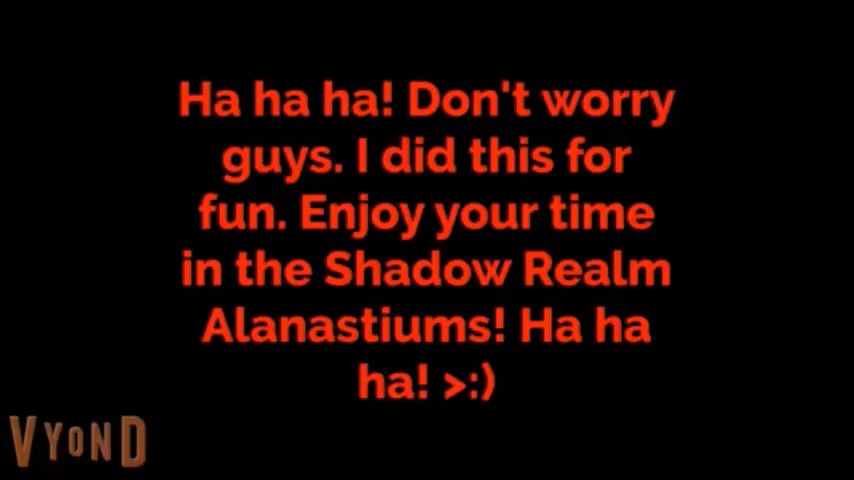 Ha ha ha! Don't worry
guys. I did this for
fun. Enjoy your time
in the Shadow Realm
Alanastiums! Ha ha
ha! >:)
VYOND